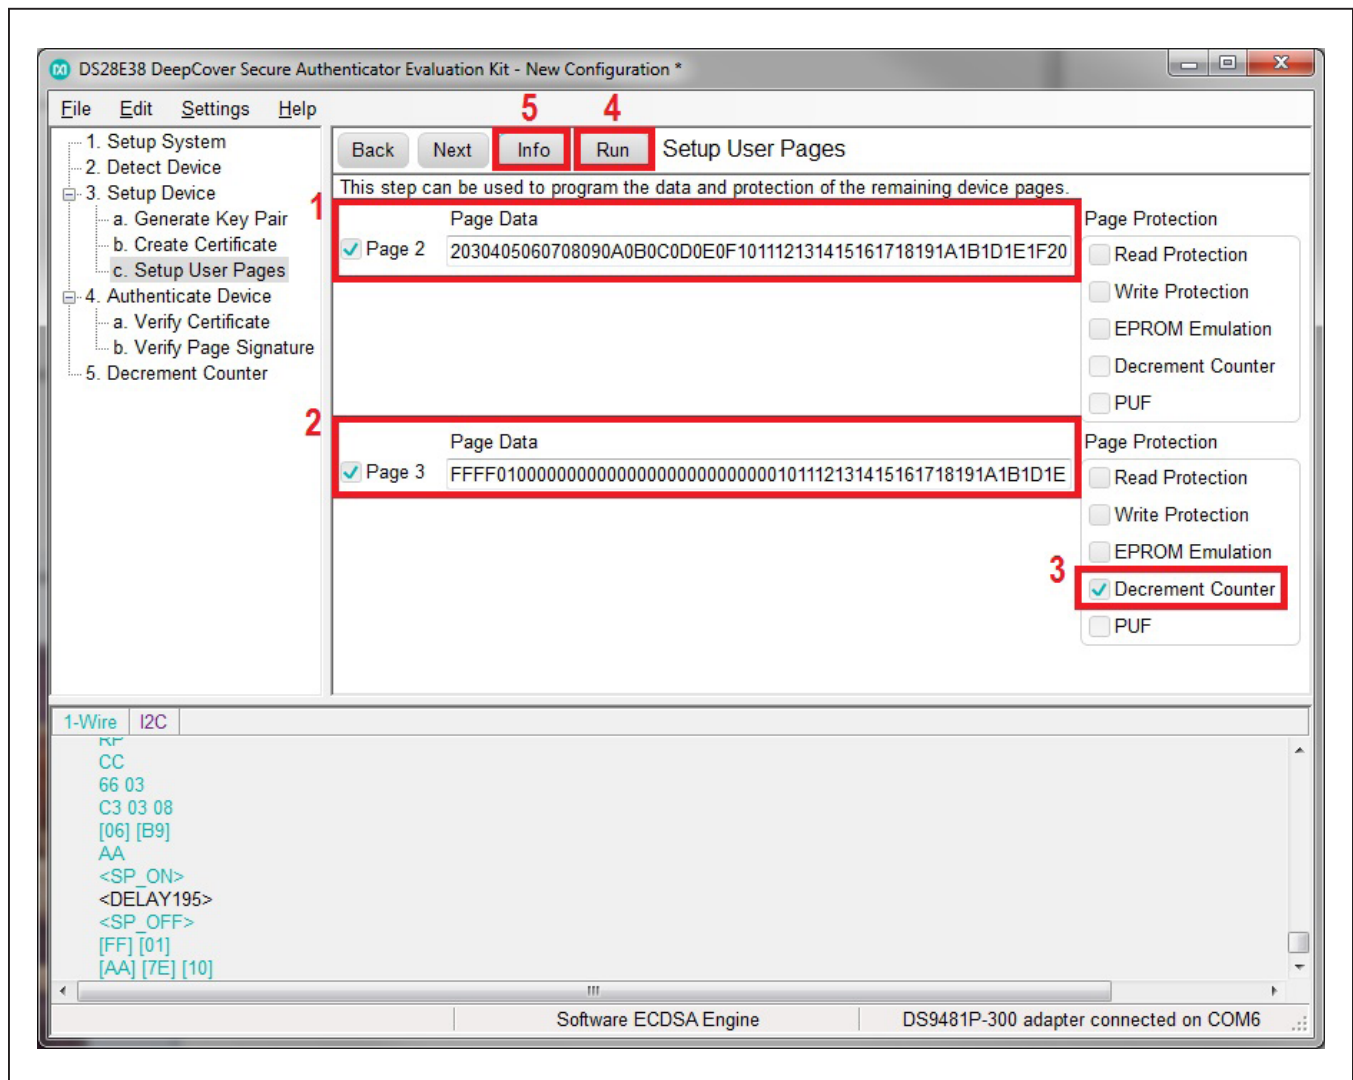 DS28E38 DeepCover Secure Authenticator Evaluation Kit - New Configuration *
File Edit Settings Help
5 4
1. Setup System
2. Detect Device
3. Setup Device
a. Generate Key Pair
b. Create Certificate
c. Setup User Pages
4. Authenticate Device
a. Verify Certificate
b. Verify Page Signature
5. Decrement Counter
Back Next Info Run Setup User Pages
This step can be used to program the data and protection of the remaining device pages.
1
Page Data
Page 2 2030405060708090A0B0C0D0E0F101112131415161718191A1B1D1E1F20
Page Protection
Read Protection
Write Protection
EPROM Emulation
Decrement Counter
PUF
2
Page Data
Page 3
Page Protection
Read Protection
Write Protection
EPROM Emulation
3
Decrement Counter
PUF
1-Wire I2C
RP
CC
66 03
C3 03 08
[06] [B9]
AA
<SP_ON>
<DELAY195>
<SP_OFF>
[FF] [01]
[AA] [7E] [10]
Software ECDSA Engine DS9481P-300 adapter connected on COM6